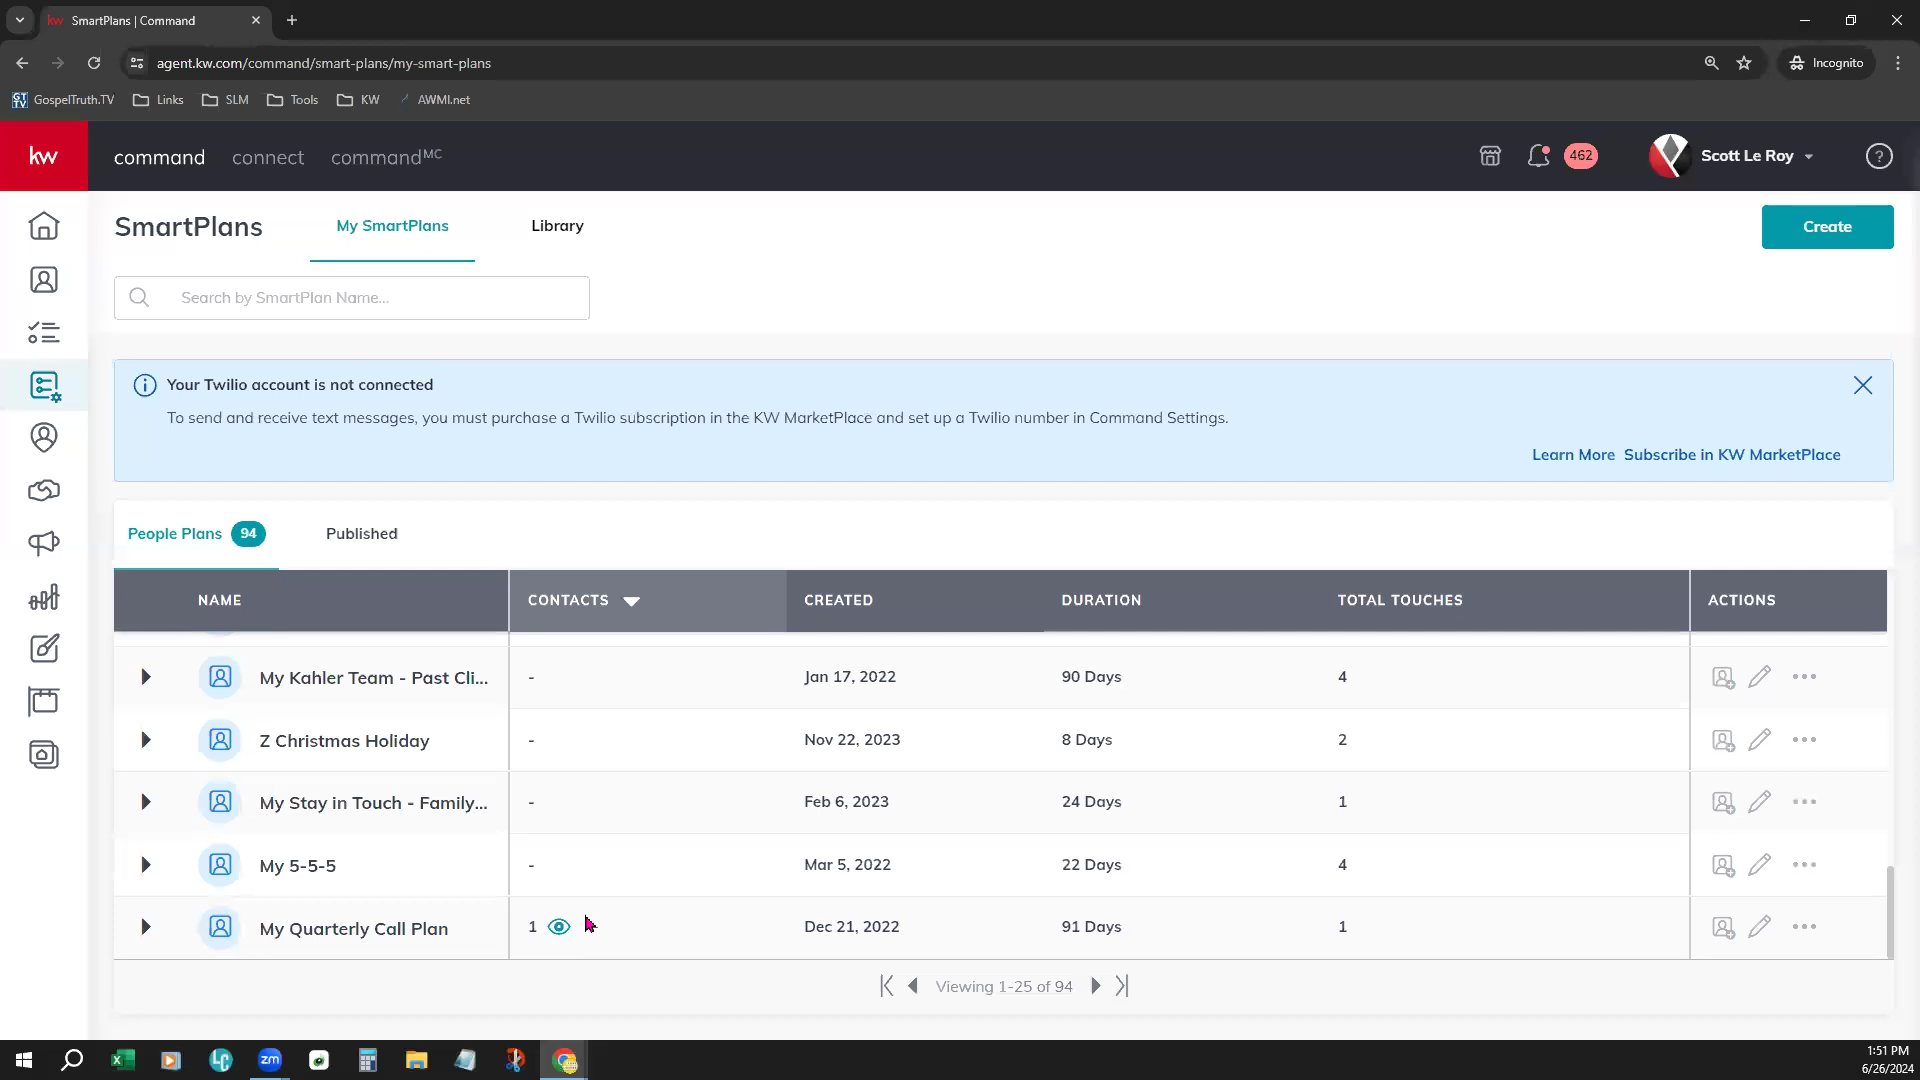 SmartPlans | Command
agent.kw.com/command/smart-plans/my-smart-plans
Incognito
GospelTruth.TV
Links
SLM
Tools
KW
AWMI.net
kw
command
connect
commandMC
462
Scott Le Roy
SmartPlans
My SmartPlans
Library
Create
Search by SmartPlan Name...
Your Twilio account is not connected
To send and receive text messages, you must purchase a Twilio subscription in the KW MarketPlace and set up a Twilio number in Command Settings.
Learn More Subscribe in KW MarketPlace
People Plans 94
Published
NAME CONTACTS CREATED DURATION TOTAL TOUCHES ACTIONS
My Kahler Team - Past Cli... - Jan 17, 2022 90 Days 4
Z Christmas Holiday - Nov 22, 2023 8 Days 2
My Stay in Touch - Family... - Feb 6, 2023 24 Days 1
My 5-5-5 - Mar 5, 2022 22 Days 4
My Quarterly Call Plan 1 Dec 21, 2022 91 Days 1
Viewing 1-25 of 94
LC
zm
1:51 PM
6/26/2024